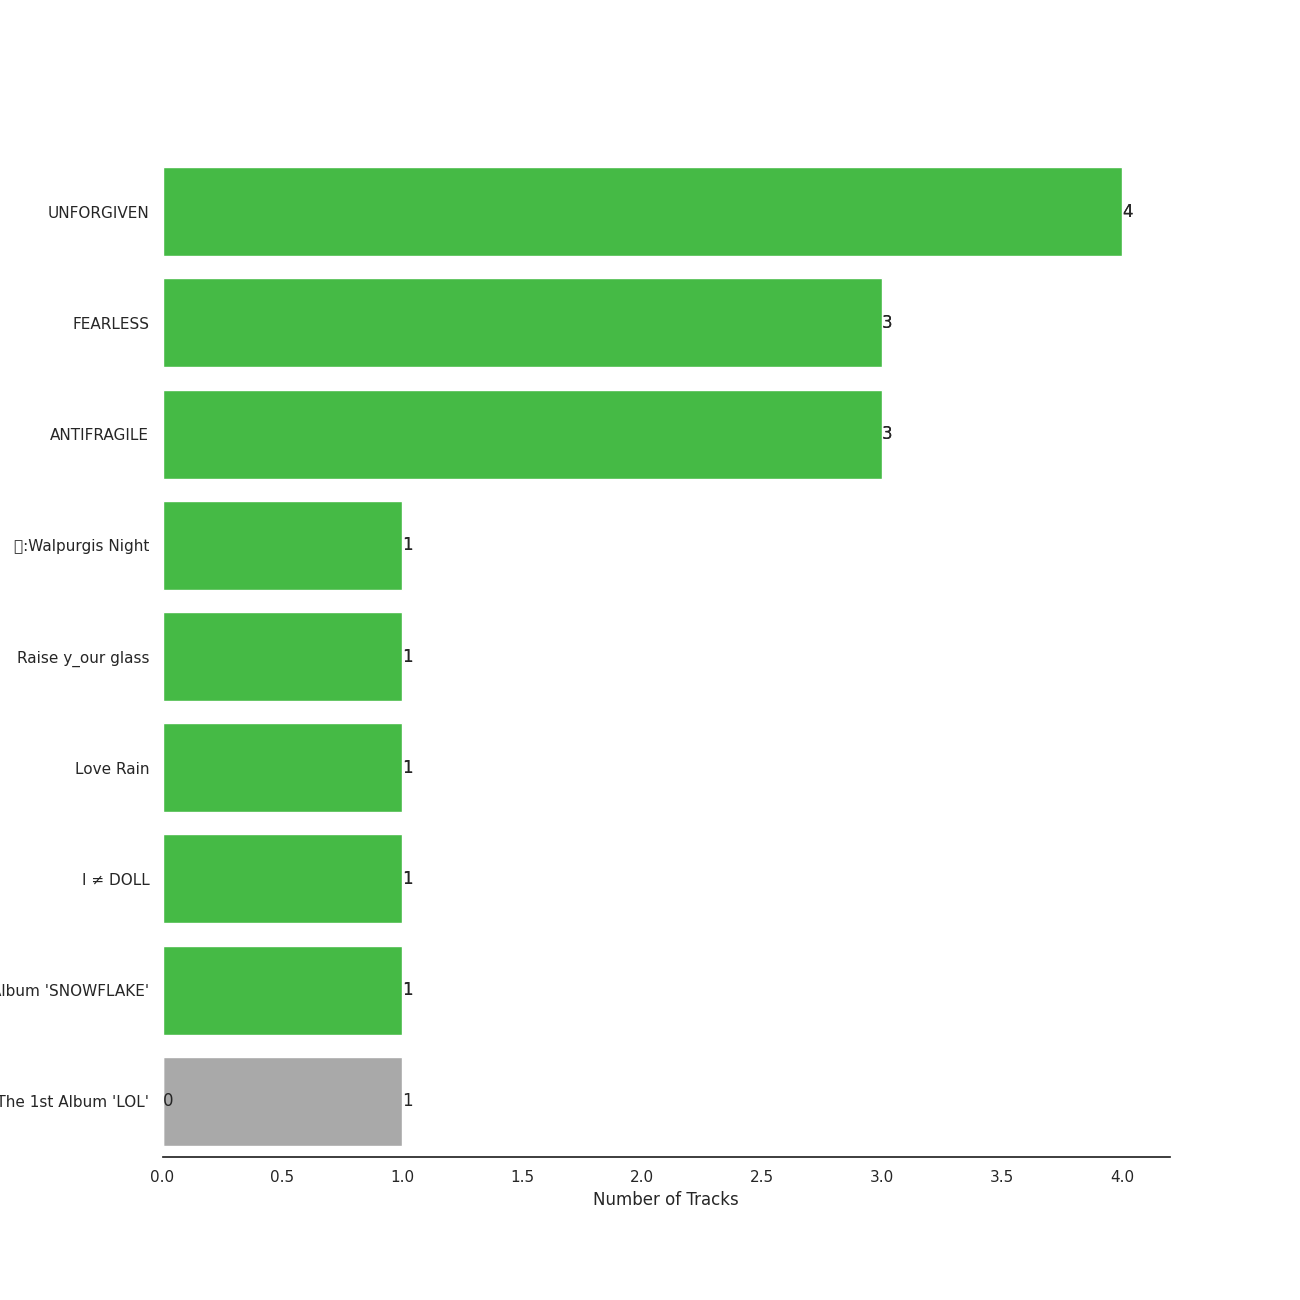 UNFORGIVEN 4
FEARLESS 3
ANTIFRAGILE 3
:Walpurgis Night 1
Raise y_our glass 1
Love Rain 1
I ≠ DOLL 1
'SNOWFLAKE' 1
The 1st Album 'LOL' 0 1
0.0 0.5 1.0 1.5 2.0 2.5 3.0 3.5 4.0
Number of Tracks